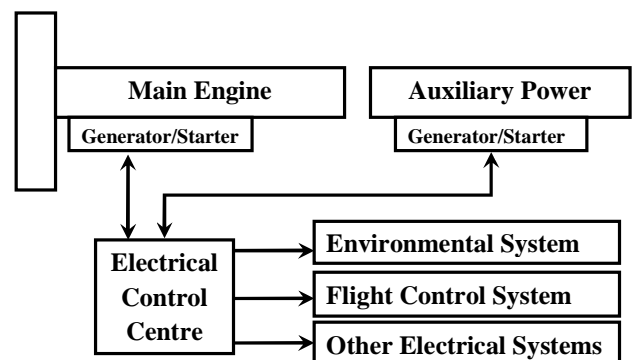 Main Engine
Auxiliary Power
Generator/Starter
Generator/Starter
Electrical
Control
Centre
Environmental System
Flight Control System
Other Electrical Systems